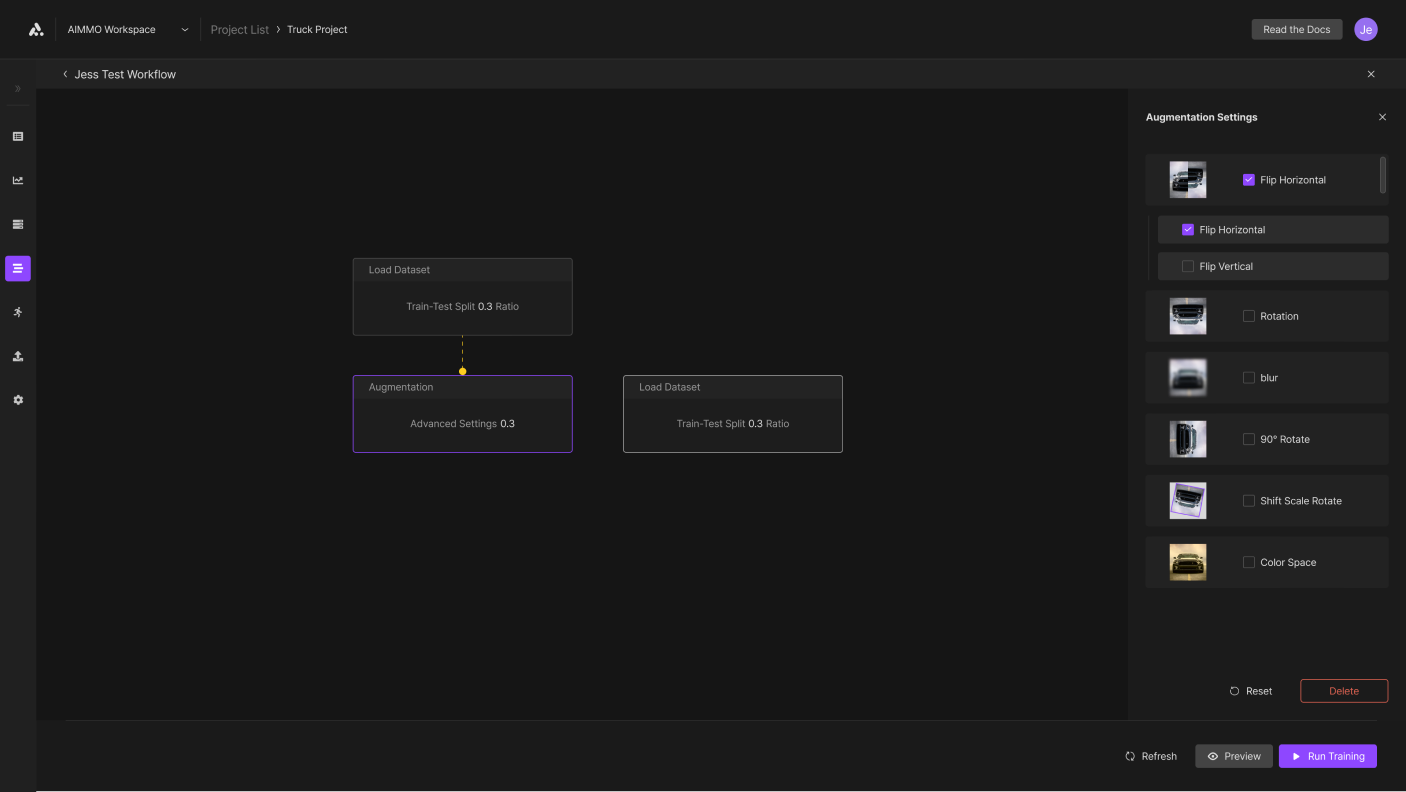 AIMMO Workspace
Project List > Truck Project
Read the Docs
Je
Jess Test Workflow
Augmentation Settings
Flip Horizontal
Flip Horizontal
Flip Vertical
Rotation
blur
90° Rotate
Shift Scale Rotate
Color Space
Load Dataset
Train-Test Split 0.3 Ratio
Augmentation
Advanced Settings 0.3
Load Dataset
Train-Test Split 0.3 Ratio
Reset
Delete
Refresh
Preview
Run Training